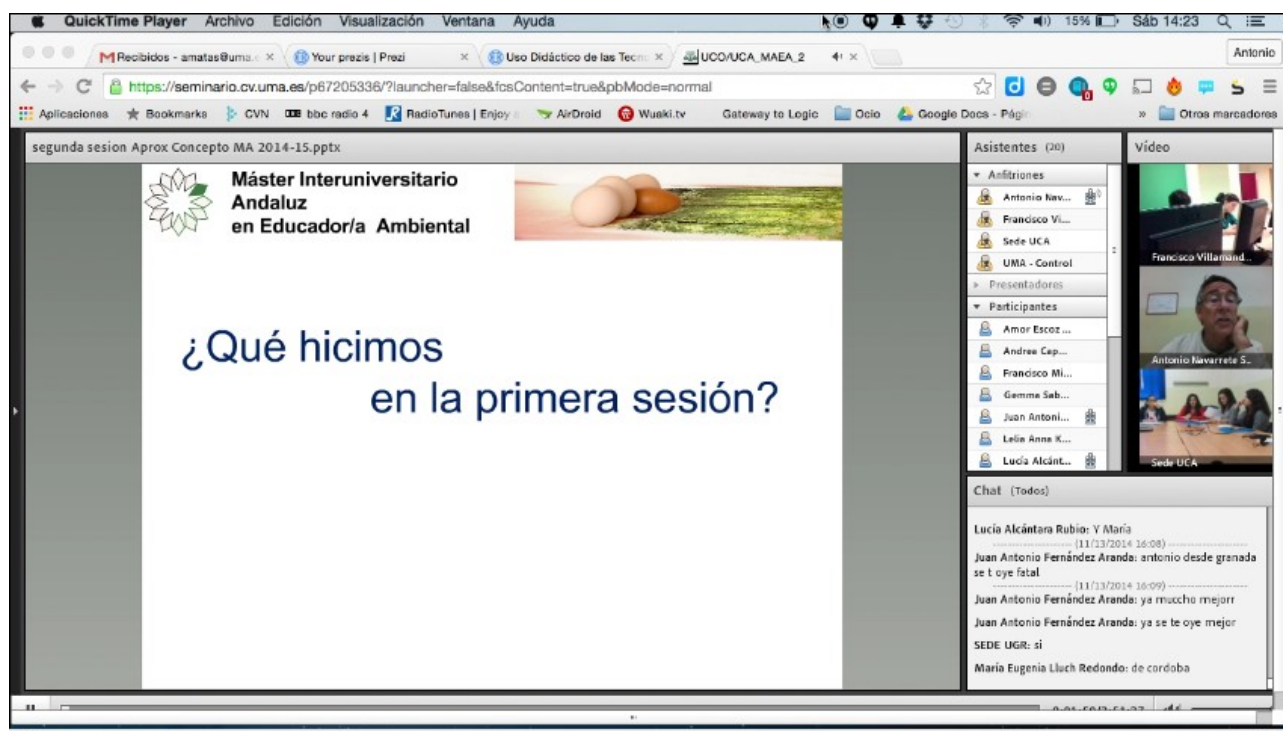 QuickTime Player Archivo Edición Visualización Ventana Ayuda 15% Sáb 14:23
Recibidos - amatas@uma.
Your prezis | Prezi
Uso Didáctico de las Tecn
UCO/UCA_MAEA_2
Antonio
https://seminario.cv.uma.es/p67205336/?launcher=false&fcsContent=true&pbMode=normal
Aplicaciones Bookmarks CVN bbc radio 4 RadioTunes | Enjoy AirDroid Wuaki.tv Gateway to Logic Ocio Google Docs - Págin » Otros marcadores
segunda sesion Aprox Concepto MA 2014-15.pptx
Máster Interuniversitario
Andaluz
en Educador/a Ambiental
¿Qué hicimos
en la primera sesión?
Asistentes (20)
Anfitriones
Antonio Nav...
Francisco Vi...
Sede UCA
UMA - Control
Presentadores
Participantes
Amor Escoz...
Andrea Cap...
Francisco Mi...
Gemma Sab...
Juan Antoni...
Lelia Anna K...
Lucía Alcánt...
Vídeo
Francisco Villamand...
Antonio Navarrete S...
Sede UCA
Chat (Todos)
Lucía Alcántara Rubio: Y María
(11/13/2014 16:08)
Juan Antonio Fernández Aranda: antonio desde granada
se t oye fatal
(11/13/2014 16:09)
Juan Antonio Fernández Aranda: ya muccho mejorr
Juan Antonio Fernández Aranda: ya se te oye mejor
SEDE UGR: si
María Eugenia Lluch Redondo: de cordoba